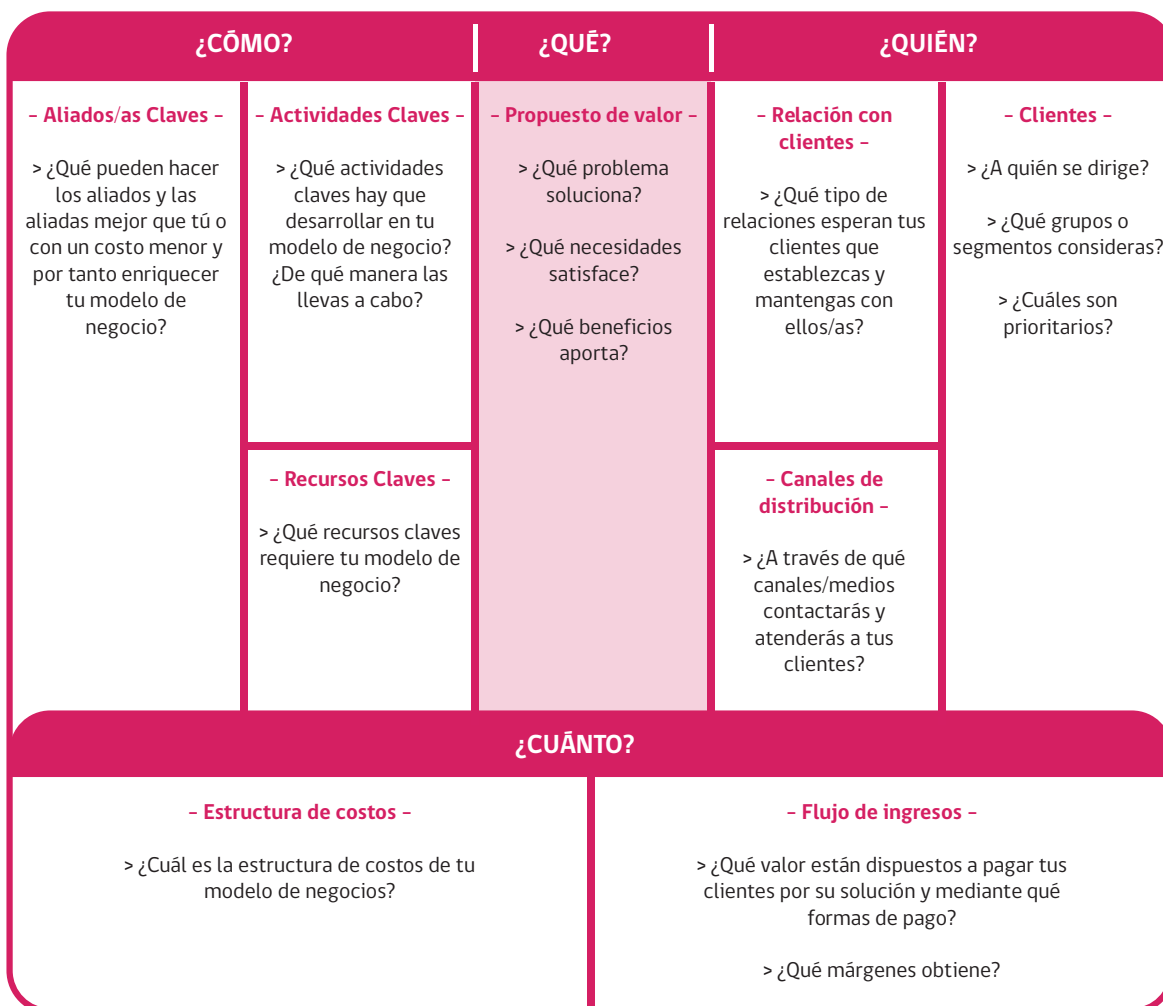 ¿CÓMO?
¿QUÉ?
¿QUIÉN?
- Aliados/as Claves -
> ¿Qué pueden hacer
los aliados y las
aliadas mejor que tú o
con un costo menor y
por tanto enriquecer
tu modelo de
negocio?
- Actividades Claves -
> ¿Qué actividades
claves hay que
desarrollar en tu
modelo de negocio?
¿De qué manera las
llevas a cabo?
- Recursos Claves -
> ¿Qué recursos claves
requiere tu modelo de
negocio?
- Propuesto de valor -
> ¿Qué problema
soluciona?
> ¿Qué necesidades
satisface?
> ¿Qué beneficios
aporta?
- Relación con
clientes -
> ¿Qué tipo de
relaciones esperan tus
clientes que
establezcas y
mantengas con
ellos/as?
- Canales de
distribución -
> ¿A través de qué
canales/medios
contactarás y
atenderás a tus
clientes?
- Clientes -
> ¿A quién se dirige?
> ¿Qué grupos o
segmentos consideras?
> ¿Cuáles son
prioritarios?
¿CUÁNTO?
- Estructura de costos -
> ¿Cuál es la estructura de costos de tu
modelo de negocios?
- Flujo de ingresos -
> ¿Qué valor están dispuestos a pagar tus
clientes por su solución y mediante qué
formas de pago?
> ¿Qué márgenes obtiene?